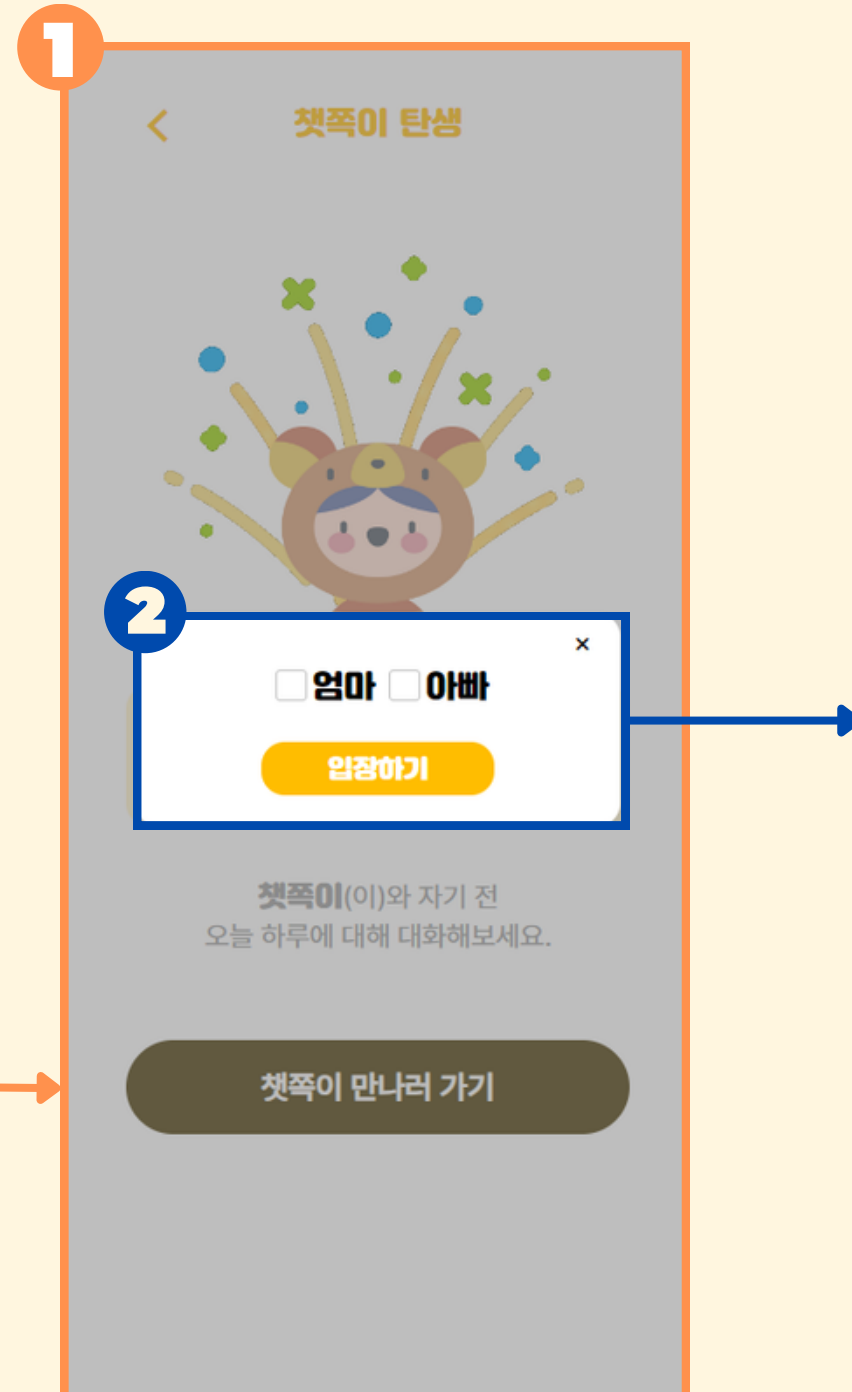 1
챗쪽이 탄생
2
×
엄마 아빠
입장하기
챗쪽이(이)와 자기 전
오늘 하루에 대해 대화해보세요.
챗쪽이 만나러 가기